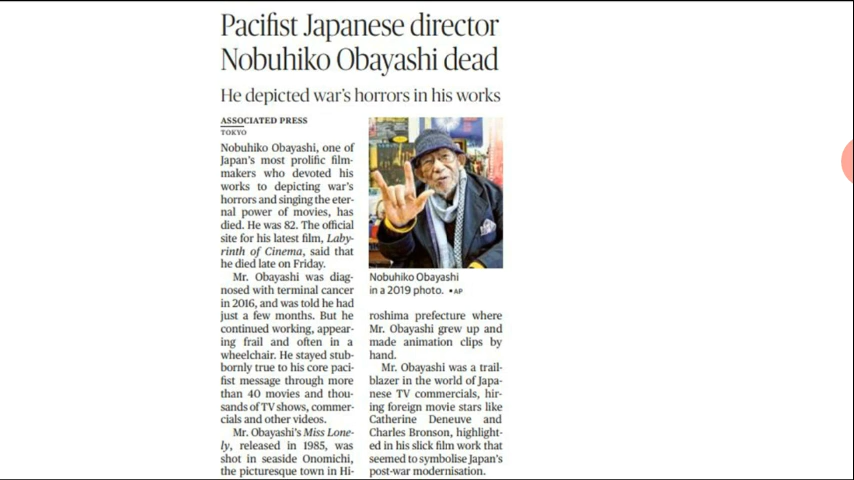 Pacifist Japanese director
Nobuhiko Obayashi dead
He depicted war's horrors in his works
ASSOCIATED PRESS
TOKYO
Nobuhiko Obayashi, one of
Japan's most prolific film-
makers who devoted his
works to depicting war's
horrors and singing the eter-
nal power of movies, has
died. He was 82. The official
site for his latest film, Laby-
rinth of Cinema, said that
he died late on Friday.
Mr. Obayashi was diag-
nosed with terminal cancer
in 2016, and was told he had
just a few months. But he
continued working, appear-
ing frail and often in a
wheelchair. He stayed stub-
bornly true to his core paci-
fist message through more
than 40 movies and thou-
sands of TV shows, commer-
cials and other videos.
Mr. Obayashi's Miss Lone-
ly, released in 1985, was
shot in seaside Onomichi,
the picturesque town in Hi-
Nobuhiko Obayashi
in a 2019 photo. •AP
roshima prefecture where
Mr. Obayashi grew up and
made animation clips by
hand.
Mr. Obayashi was a trail-
blazer in the world of Japa-
nese TV commercials, hir-
ing foreign movie stars like
Catherine Deneuve and
Charles Bronson, highlight-
ed in his slick film work that
seemed to symbolise Japan's
post-war modernisation.